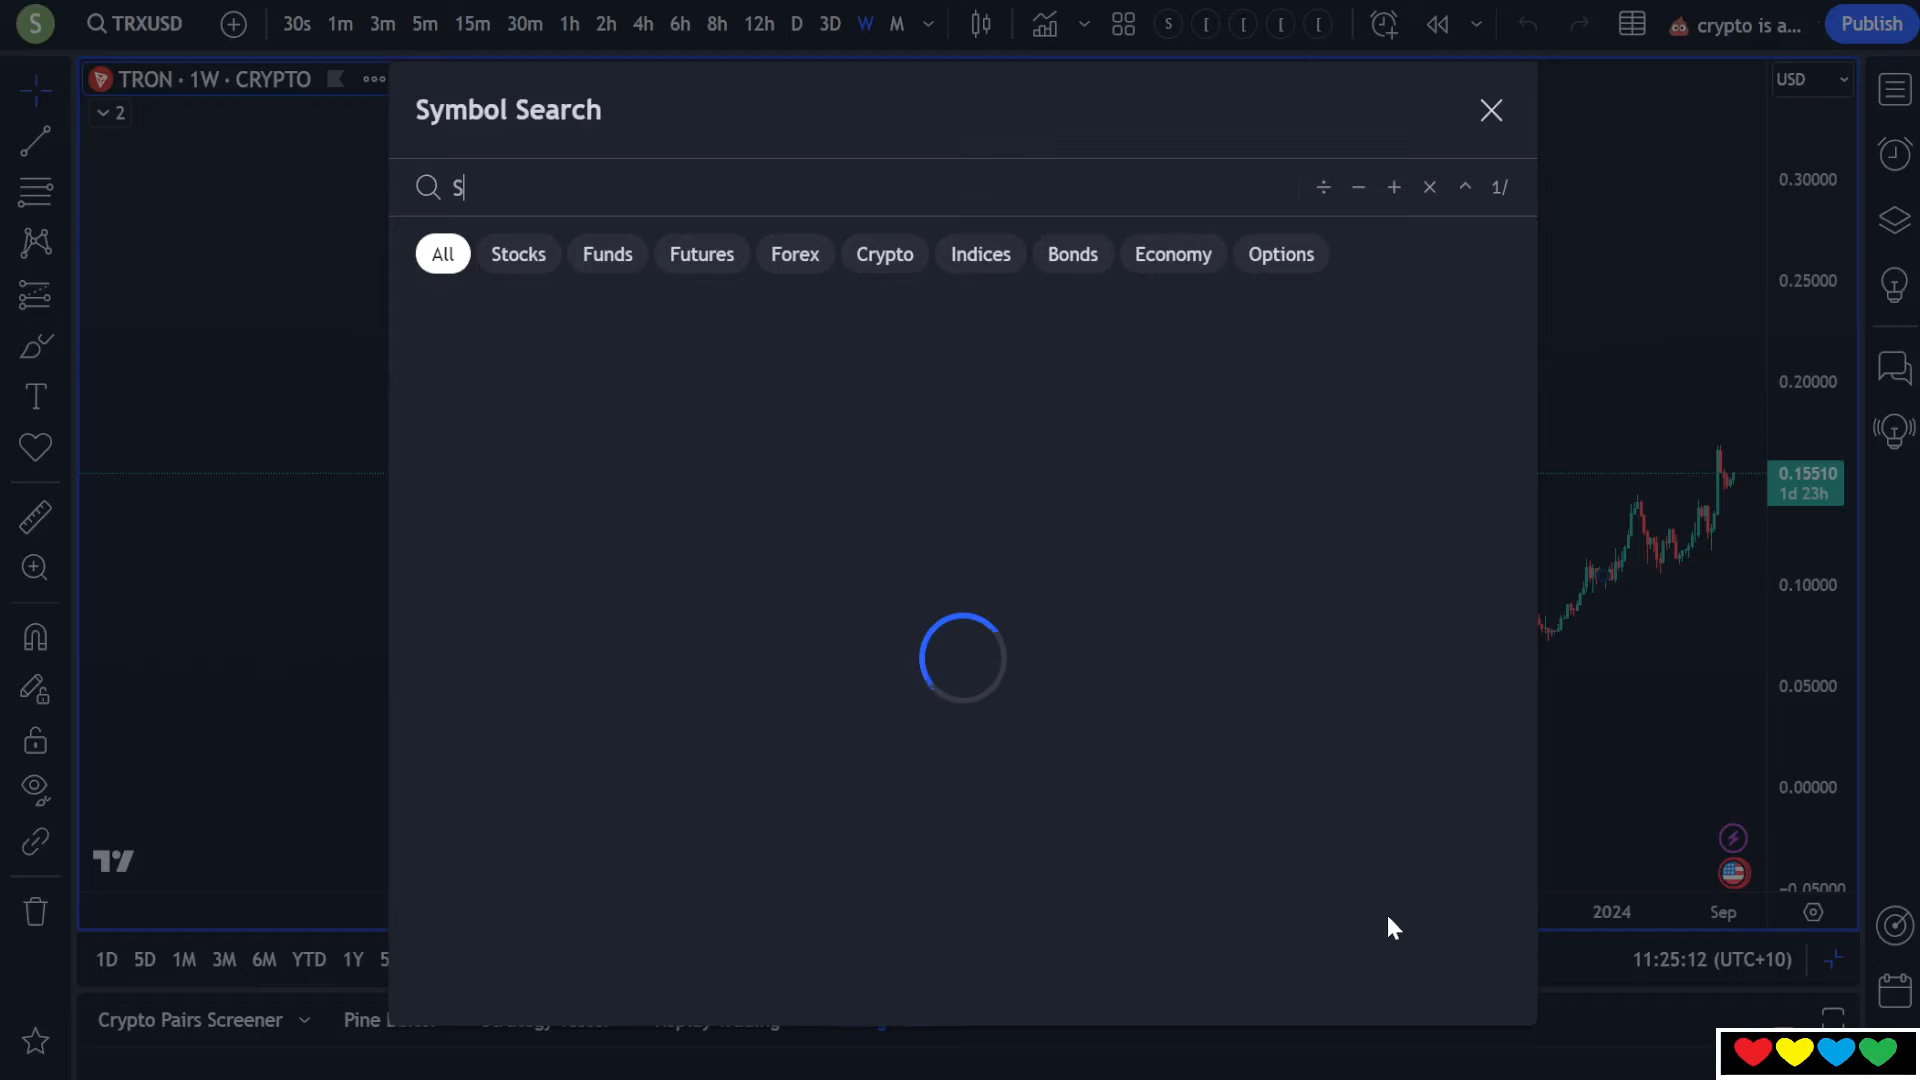 S TRXUSD 30s 1m 3m 5m 15m 30m 1h 2h 4h 6h 8h 12h D 3D W M S [ [ [ [ 💩 crypto is a... Publish
TRON · 1W · CRYPTO USD
2
Symbol Search
S ÷ − + × ^ 1/
All Stocks Funds Futures Forex Crypto Indices Bonds Economy Options
0.30000
0.25000
0.20000
0.15510
1d 23h
0.10000
0.05000
0.00000
-0.05000
2024 Sep
1D 5D 1M 3M 6M YTD 1Y 5 11:25:12 (UTC+10)
Crypto Pairs Screener Pine